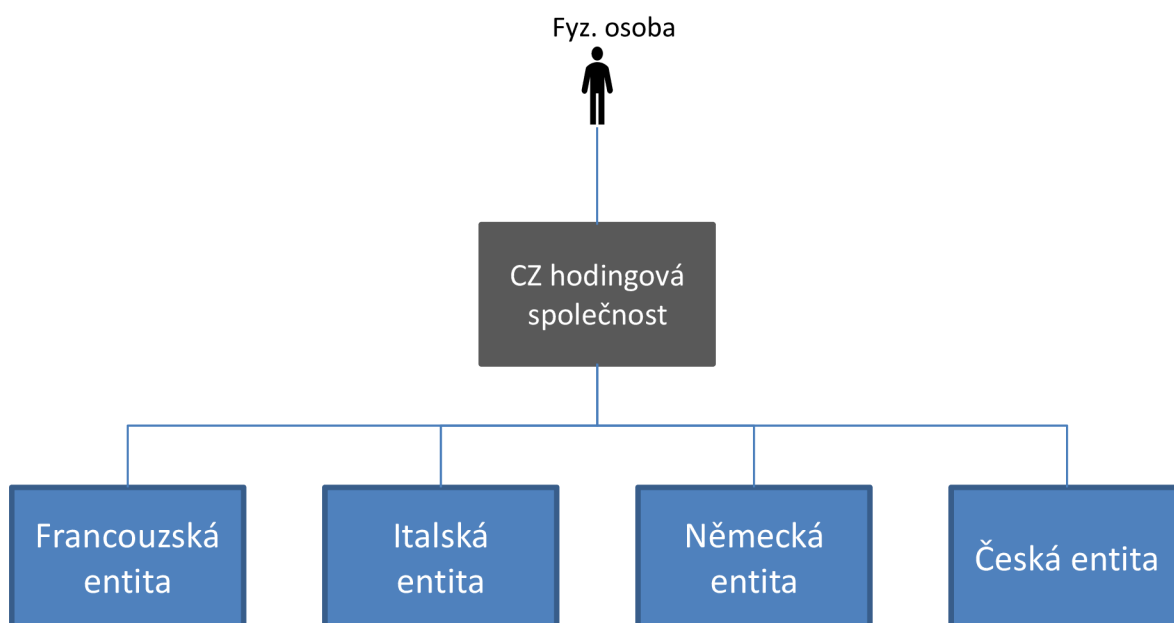 Fyz. osoba
CZ hodingová
společnost
Francouzská
entita
Italská
entita
Německá
entita
Česká entita